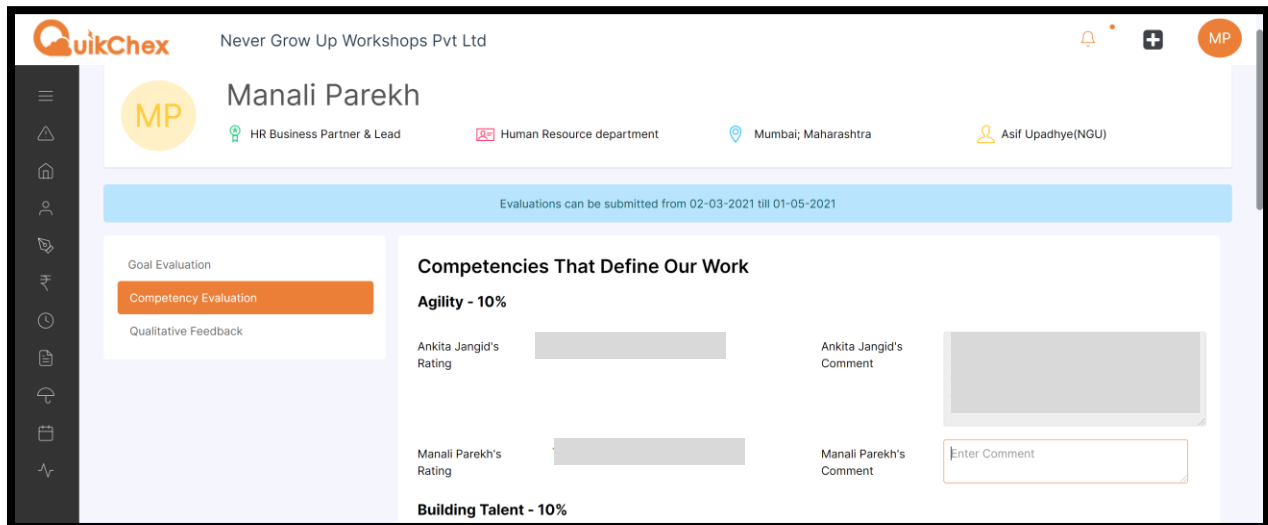 QuikChex
Never Grow Up Workshops Pvt Ltd
MP
MP
Manali Parekh
HR Business Partner & Lead
Human Resource department
Mumbai; Maharashtra
Asif Upadhye(NGU)
Evaluations can be submitted from 02-03-2021 till 01-05-2021
Goal Evaluation
Competency Evaluation
Qualitative Feedback
Competencies That Define Our Work
Agility - 10%
Ankita Jangid's
Rating
Ankita Jangid's
Comment
Manali Parekh's
Rating
Manali Parekh's
Comment
Enter Comment
Building Talent - 10%